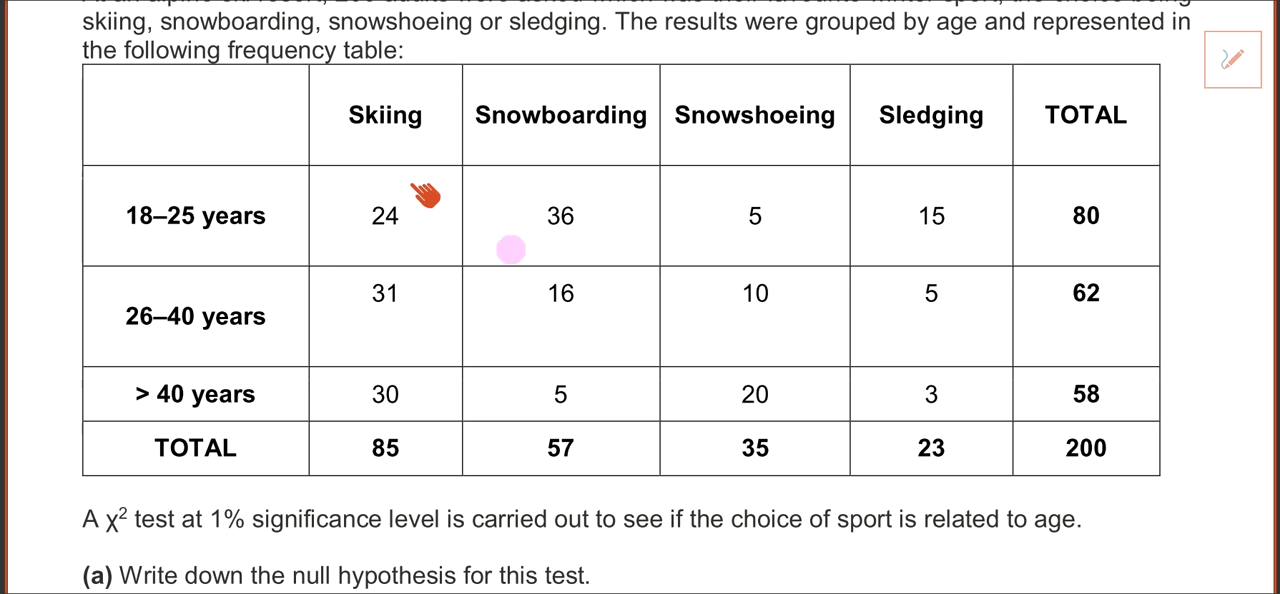 skiing, snowboarding, snowshoeing or sledging. The results were grouped by age and represented in
the following frequency table:
Skiing Snowboarding Snowshoeing Sledging TOTAL
18–25 years 24 36 5 15 80
26–40 years 31 16 10 5 62
> 40 years 30 5 20 3 58
TOTAL 85 57 35 23 200
A χ² test at 1% significance level is carried out to see if the choice of sport is related to age.
(a) Write down the null hypothesis for this test.